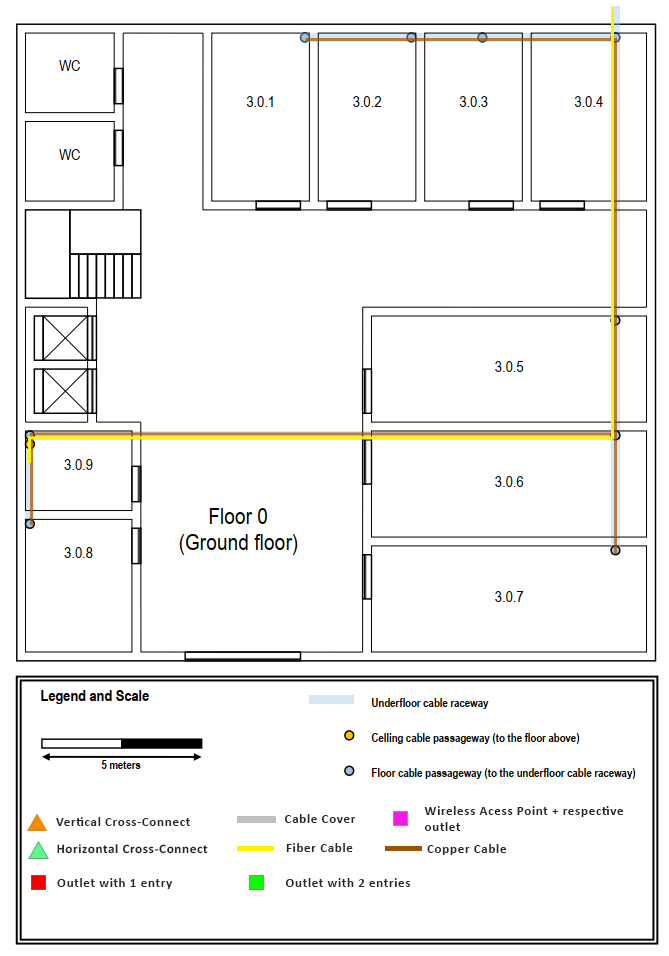 WC
3.0.1
3.0.2
3.0.3
3.0.4
WC
3.0.5
3.0.9
3.0.6
Floor 0
(Ground floor)
3.0.8
3.0.7
Legend and Scale
5 meters
Underfloor cable raceway
Celling cable passageway (to the floor above)
Floor cable passageway (to the underfloor cable raceway)
Vertical Cross-Connect
Cable Cover
Wireless Acess Point + respective
outlet
Horizontal Cross-Connect
Fiber Cable
Copper Cable
Outlet with 1 entry
Outlet with 2 entries